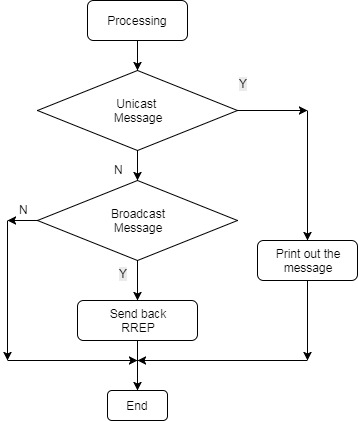 Processing
Y
Unicast
Message
N
N
Broadcast
Message
Print out the
message
Y
Send back
RREP
End